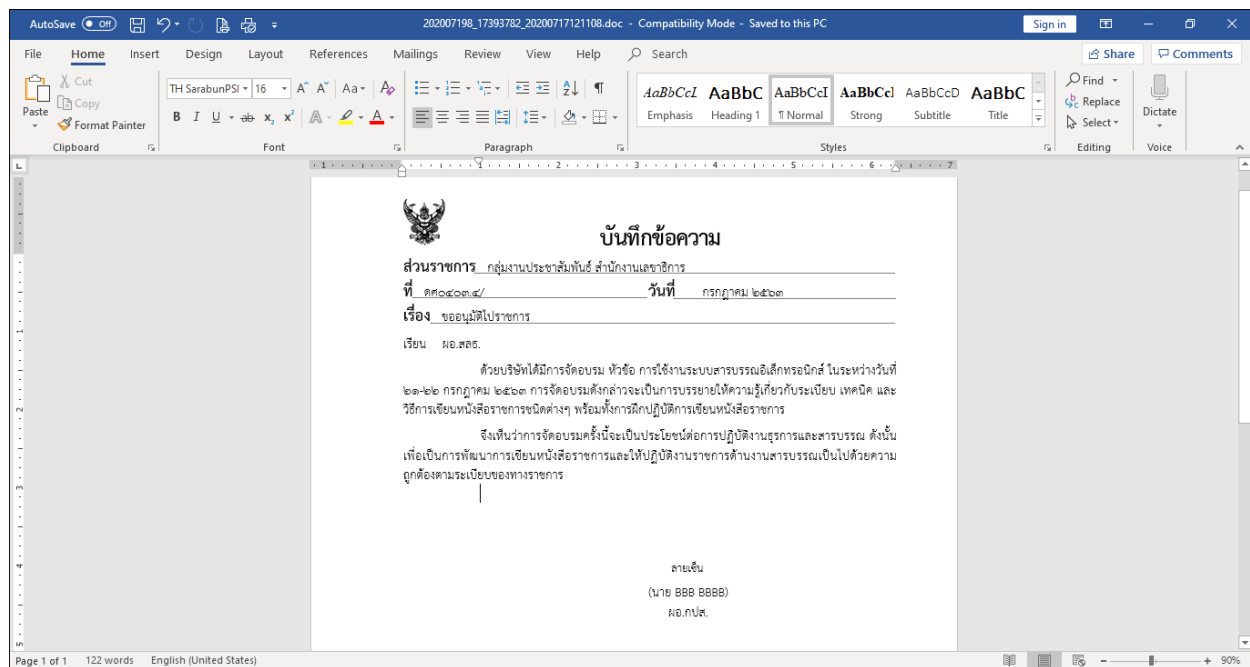 AutoSave Off 202007198_17393782_20200717121108.doc - Compatibility Mode - Saved to this PC Sign in
File Home Insert Design Layout References Mailings Review View Help Search Share Comments
Paste Cut Copy Format Painter
TH SarabunPSI 16
Emphasis Heading 1 ¶ Normal Strong Subtitle Title
Find Replace Select Dictate
Clipboard Font Paragraph Styles Editing Voice
บันทึกข้อความ
ส่วนราชการ กลุ่มงานประชาสัมพันธ์ สำนักงานเลขาธิการ
ที่ ดศ๐๔๐๓.๔/ วันที่ กรกฎาคม ๒๕๖๓
เรื่อง ขออนุมัติไปราชการ
เรียน ผอ.สลธ.
ด้วยบริษัทได้มีการจัดอบรม หัวข้อ การใช้งานระบบสารบรรณอิเล็กทรอนิกส์ ในระหว่างวันที่
๒๑-๒๒ กรกฎาคม ๒๕๖๓ การจัดอบรมดังกล่าวจะเป็นการบรรยายให้ความรู้เกี่ยวกับระเบียบ เทคนิค และ
วิธีการเขียนหนังสือราชการชนิดต่างๆ พร้อมทั้งการฝึกปฏิบัติการเขียนหนังสือราชการ
จึงเห็นว่าการจัดอบรมครั้งนี้จะเป็นประโยชน์ต่อการปฏิบัติงานธุรการและสารบรรณ ดังนั้น
เพื่อเป็นการพัฒนาการเขียนหนังสือราชการและให้ปฏิบัติงานราชการด้านงานสารบรรณเป็นไปด้วยความ
ถูกต้องตามระเบียบของทางราชการ
ลายเซ็น
(นาย BBB BBBB)
ผอ.กปส.
Page 1 of 1 122 words English (United States) 90%